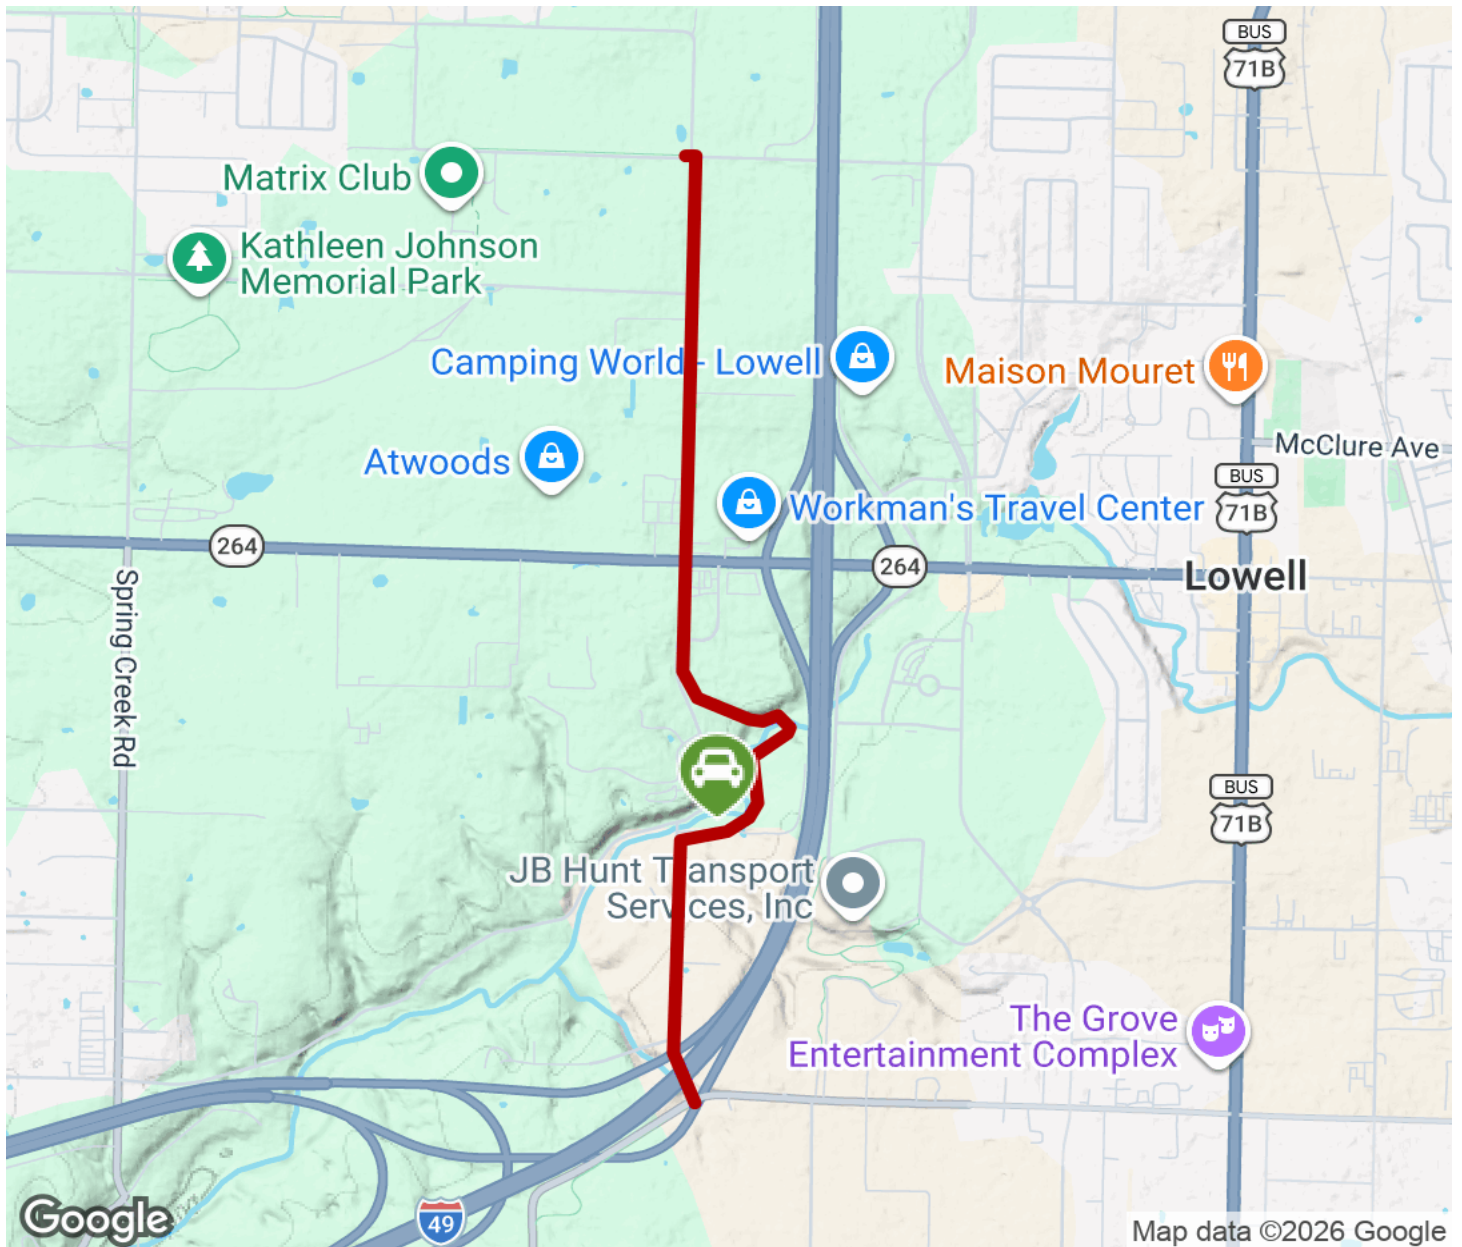 BUS
71B
Matrix Club
Kathleen Johnson
Memorial Park
Camping World - Lowell
Maison Mouret
McClure Ave
Atwoods
BUS
71B
Workman's Travel Center
264
264
Lowell
Spring Creek Rd
BUS
71B
JB Hunt Transport
Services, Inc
The Grove
Entertainment Complex
49
Google
Map data ©2026 Google